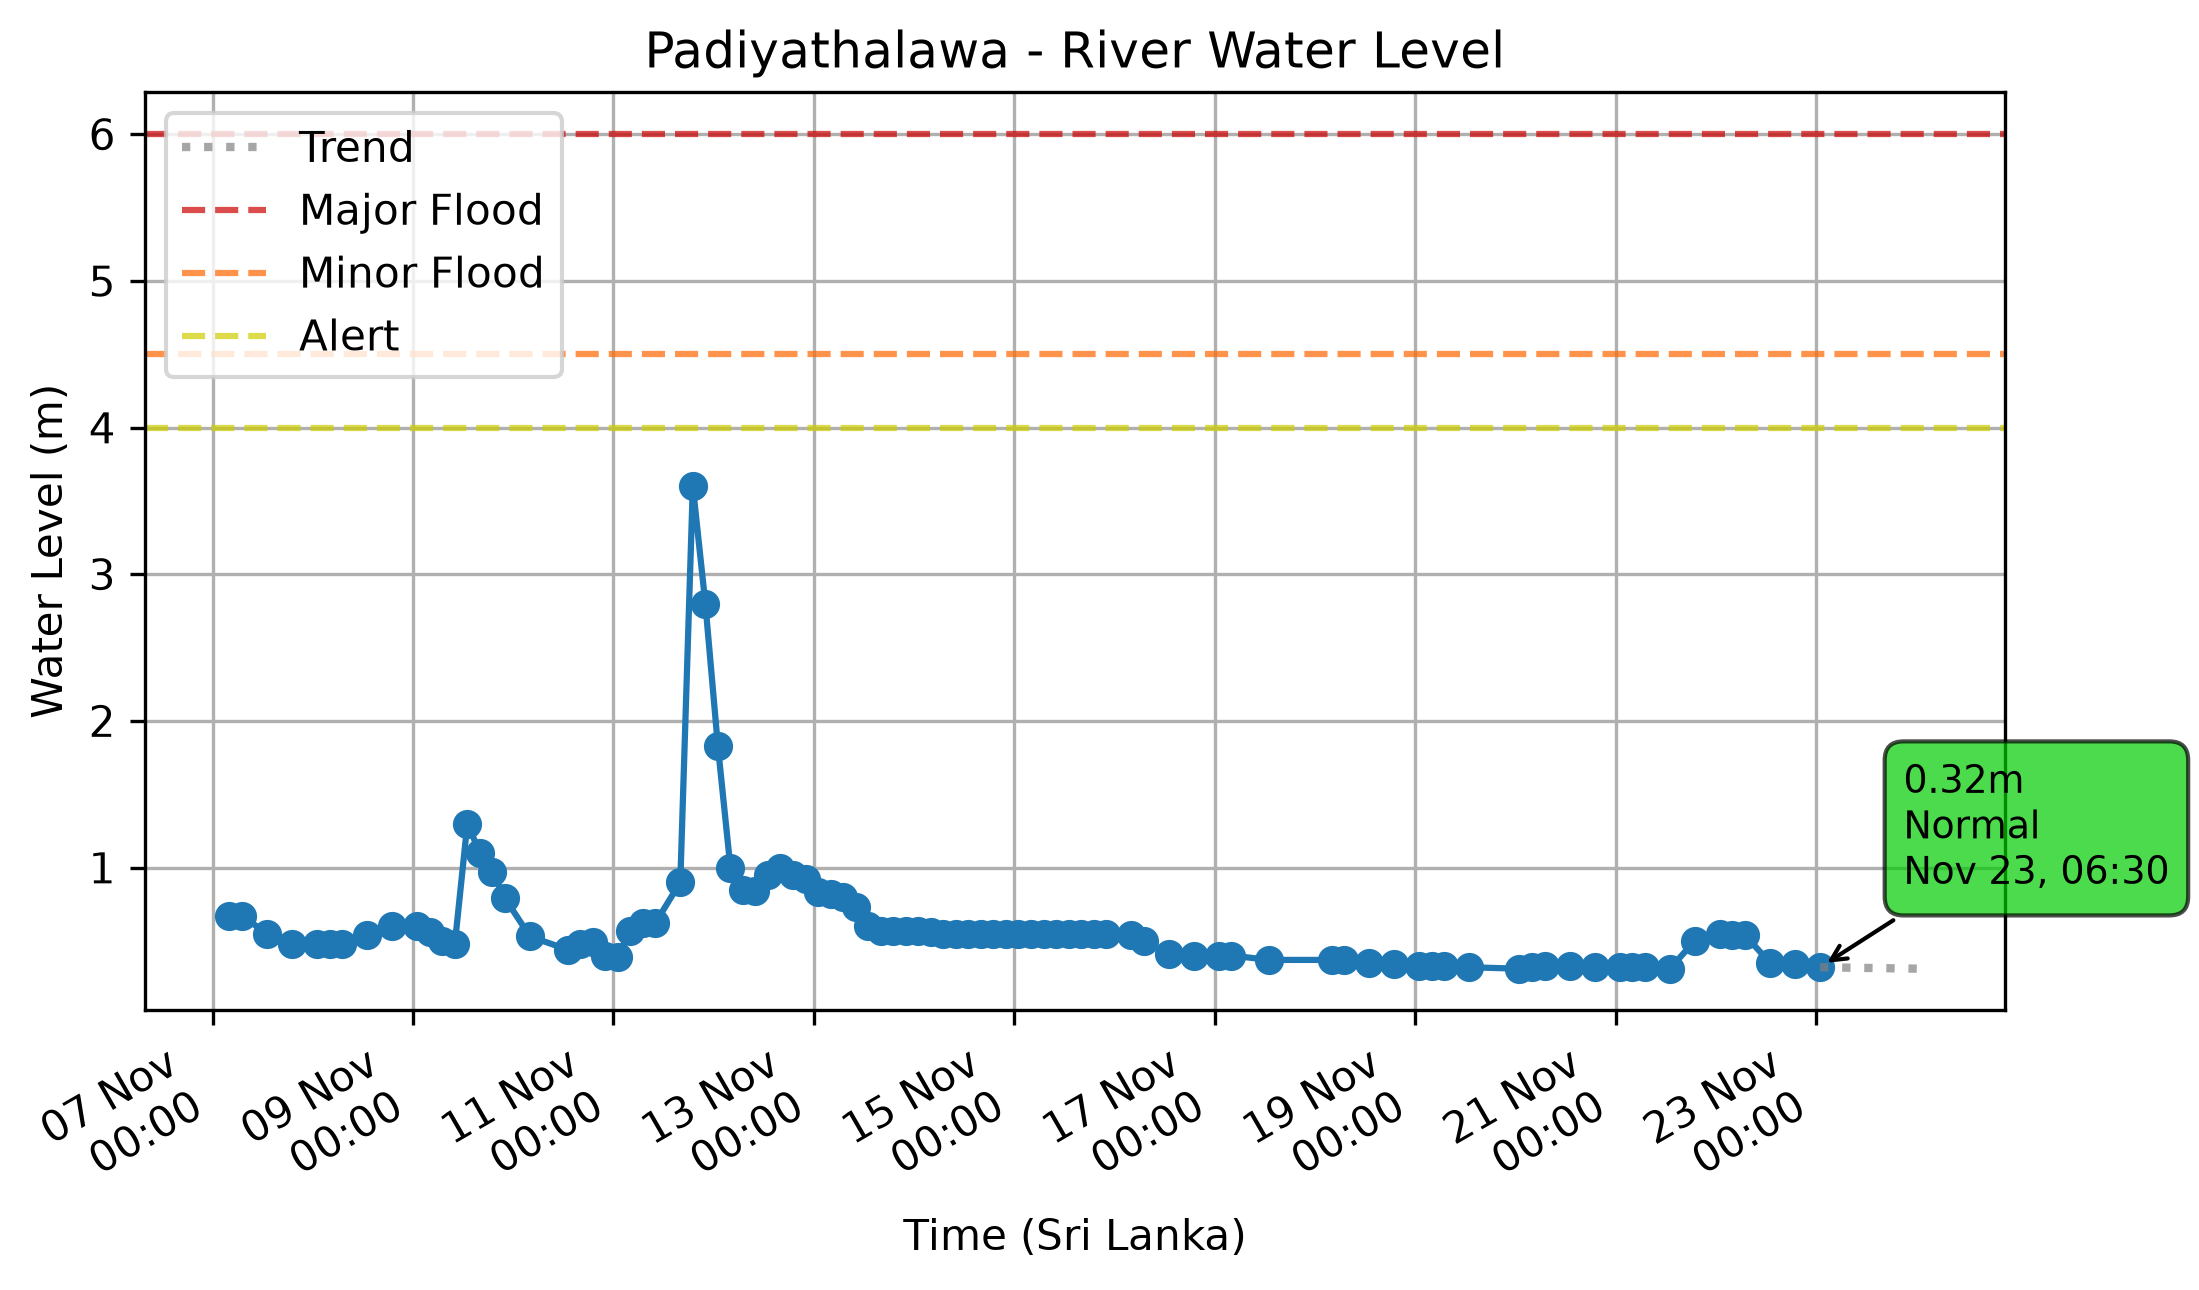 Padiyathalawa - River Water Level
Trend
Major Flood
Minor Flood
Alert
6
5
4
3
2
1
Water Level (m)
0.32m
Normal
Nov 23, 06:30
07 Nov
00:00
09 Nov
00:00
11 Nov
00:00
13 Nov
00:00
15 Nov
00:00
17 Nov
00:00
19 Nov
00:00
21 Nov
00:00
23 Nov
00:00
Time (Sri Lanka)